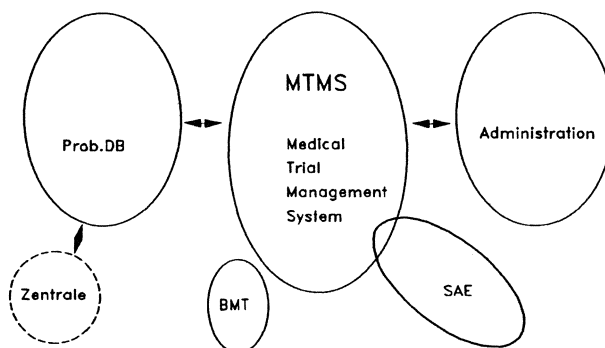 MTMS
Medical
Trial
Management
System
Prob.DB
Administration
Zentrale
BMT
SAE